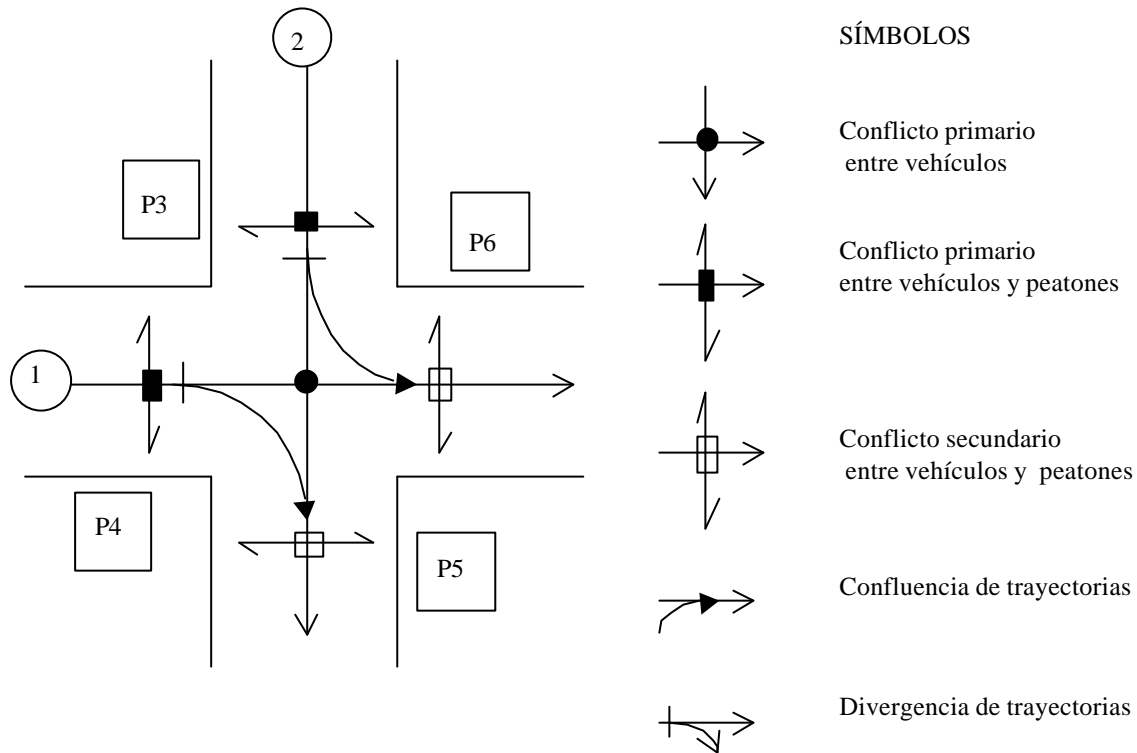 2
SÍMBOLOS
Conflicto primario
entre vehículos
P3
P6
Conflicto primario
entre vehículos y peatones
1
Conflicto secundario
entre vehículos y peatones
P4
P5
Confluencia de trayectorias
Divergencia de trayectorias